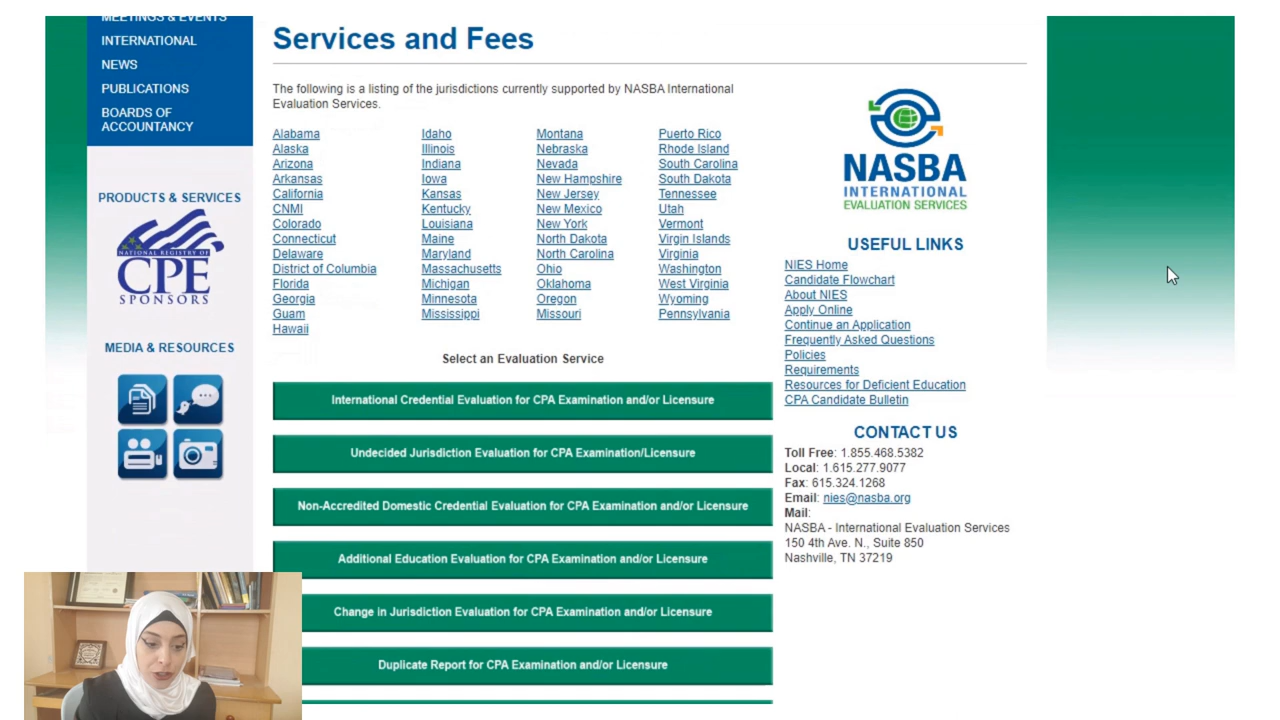 MEETINGS & EVENTS
INTERNATIONAL
NEWS
PUBLICATIONS
BOARDS OF
ACCOUNTANCY
PRODUCTS & SERVICES
NATIONAL REGISTRY OF
CPE
SPONSORS
MEDIA & RESOURCES
Services and Fees
The following is a listing of the jurisdictions currently supported by NASBA International
Evaluation Services.
Alabama Idaho Montana Puerto Rico
Alaska Illinois Nebraska Rhode Island
Arizona Indiana Nevada South Carolina
Arkansas Iowa New Hampshire South Dakota
California Kansas New Jersey Tennessee
CNMI Kentucky New Mexico Utah
Colorado Louisiana New York Vermont
Connecticut Maine North Dakota Virgin Islands
Delaware Maryland North Carolina Virginia
District of Columbia Massachusetts Ohio Washington
Florida Michigan Oklahoma West Virginia
Georgia Minnesota Oregon Wyoming
Guam Mississippi Missouri Pennsylvania
Hawaii
Select an Evaluation Service
International Credential Evaluation for CPA Examination and/or Licensure
Undecided Jurisdiction Evaluation for CPA Examination/Licensure
Non-Accredited Domestic Credential Evaluation for CPA Examination and/or Licensure
Additional Education Evaluation for CPA Examination and/or Licensure
Change in Jurisdiction Evaluation for CPA Examination and/or Licensure
Duplicate Report for CPA Examination and/or Licensure
NASBA
INTERNATIONAL
EVALUATION SERVICES
USEFUL LINKS
NIES Home
Candidate Flowchart
About NIES
Apply Online
Continue an Application
Frequently Asked Questions
Policies
Requirements
Resources for Deficient Education
CPA Candidate Bulletin
CONTACT US
Toll Free: 1.855.468.5382
Local: 1.615.277.9077
Fax: 615.324.1268
Email: nies@nasba.org
Mail:
NASBA - International Evaluation Services
150 4th Ave. N., Suite 850
Nashville, TN 37219